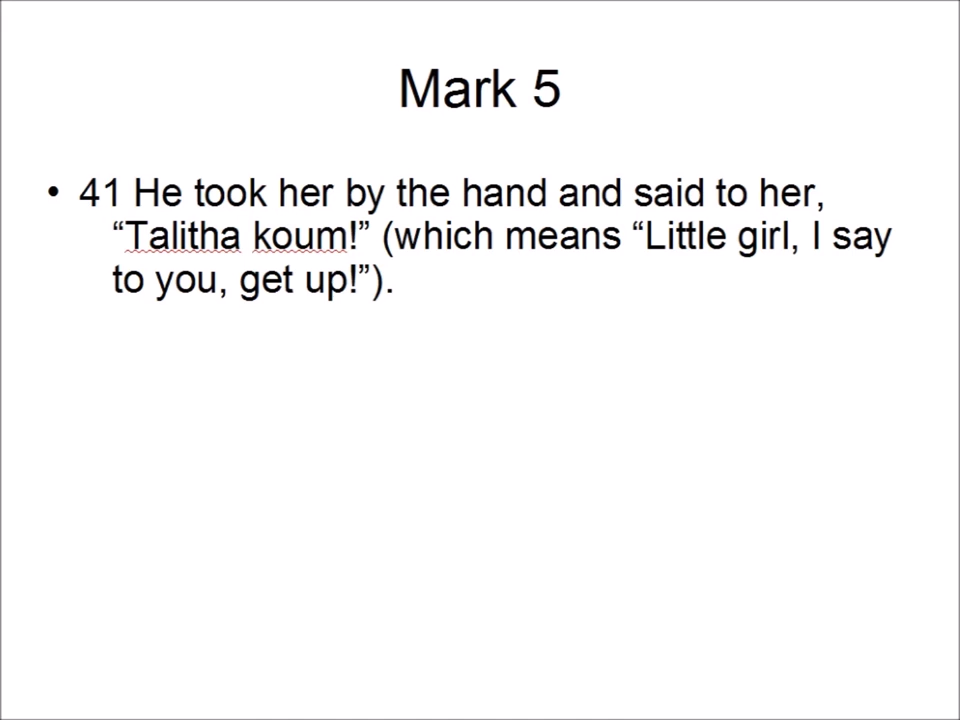 Mark 5
• 41 He took her by the hand and said to her,
“Talitha koum!” (which means “Little girl, I say
to you, get up!”).